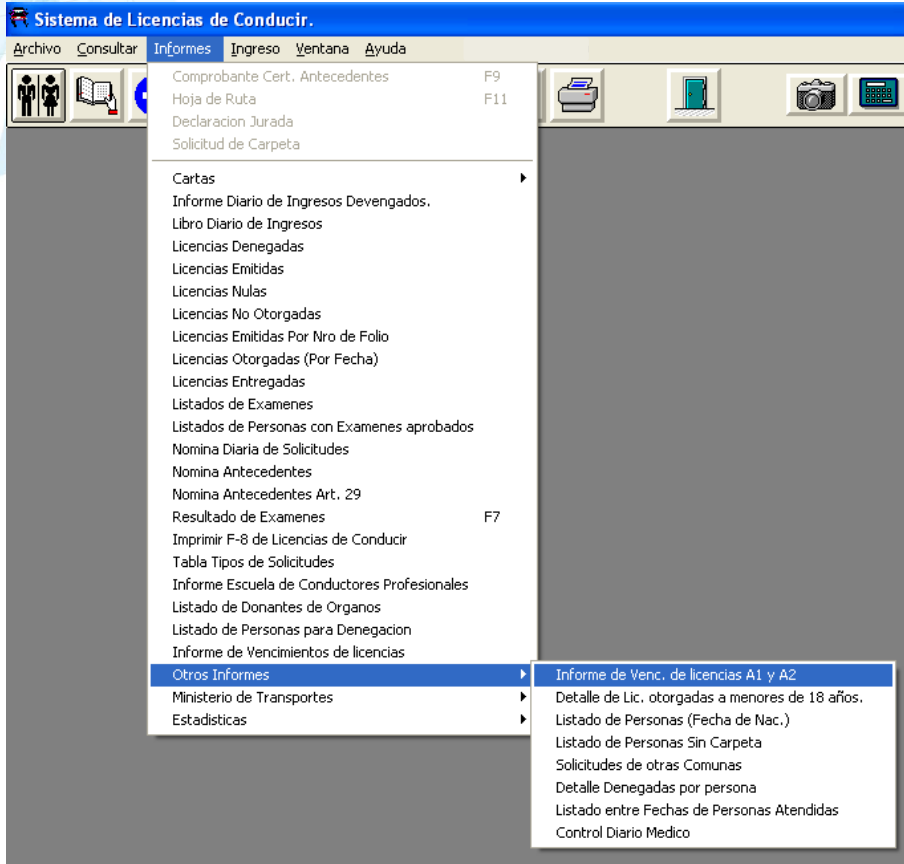 Sistema de Licencias de Conducir.
Archivo Consultar Informes Ingreso Ventana Ayuda
Comprobante Cert. Antecedentes F9
Hoja de Ruta F11
Declaracion Jurada
Solicitud de Carpeta
Cartas
Informe Diario de Ingresos Devengados.
Libro Diario de Ingresos
Licencias Denegadas
Licencias Emitidas
Licencias Nulas
Licencias No Otorgadas
Licencias Emitidas Por Nro de Folio
Licencias Otorgadas (Por Fecha)
Licencias Entregadas
Listados de Examenes
Listados de Personas con Examenes aprobados
Nomina Diaria de Solicitudes
Nomina Antecedentes
Nomina Antecedentes Art. 29
Resultado de Examenes F7
Imprimir F-8 de Licencias de Conducir
Tabla Tipos de Solicitudes
Informe Escuela de Conductores Profesionales
Listado de Donantes de Organos
Listado de Personas para Denegacion
Informe de Vencimientos de licencias
Otros Informes
Ministerio de Transportes
Estadisticas
Informe de Venc. de licencias A1 y A2
Detalle de Lic. otorgadas a menores de 18 años.
Listado de Personas (Fecha de Nac.)
Listado de Personas Sin Carpeta
Solicitudes de otras Comunas
Detalle Denegadas por persona
Listado entre Fechas de Personas Atendidas
Control Diario Medico